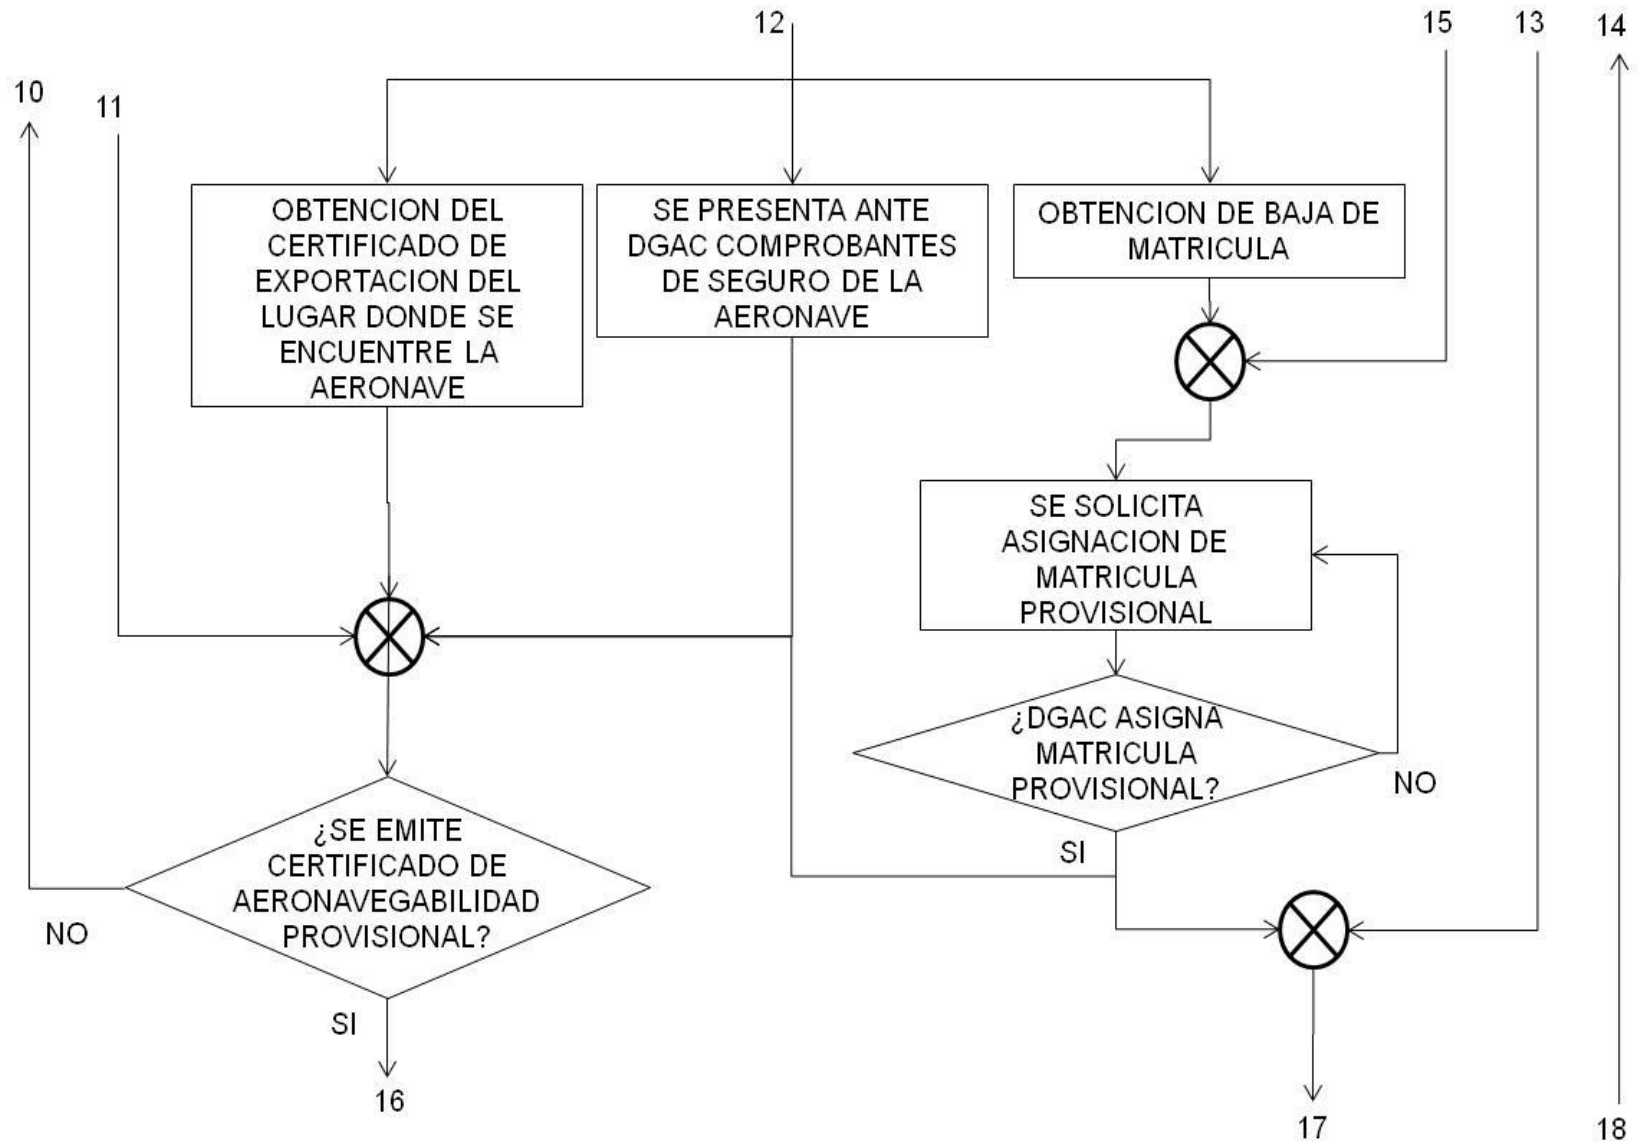 12
15
13
14
10
11
OBTENCION DEL
CERTIFICADO DE
EXPORTACION DEL
LUGAR DONDE SE
ENCUENTRE LA
AERONAVE
SE PRESENTA ANTE
DGAC COMPROBANTES
DE SEGURO DE LA
AERONAVE
OBTENCION DE BAJA DE
MATRICULA
SE SOLICITA
ASIGNACION DE
MATRICULA
PROVISIONAL
¿DGAC ASIGNA
MATRICULA
PROVISIONAL?
NO
SI
¿SE EMITE
CERTIFICADO DE
AERONAVEGABILIDAD
PROVISIONAL?
NO
SI
16
17
18